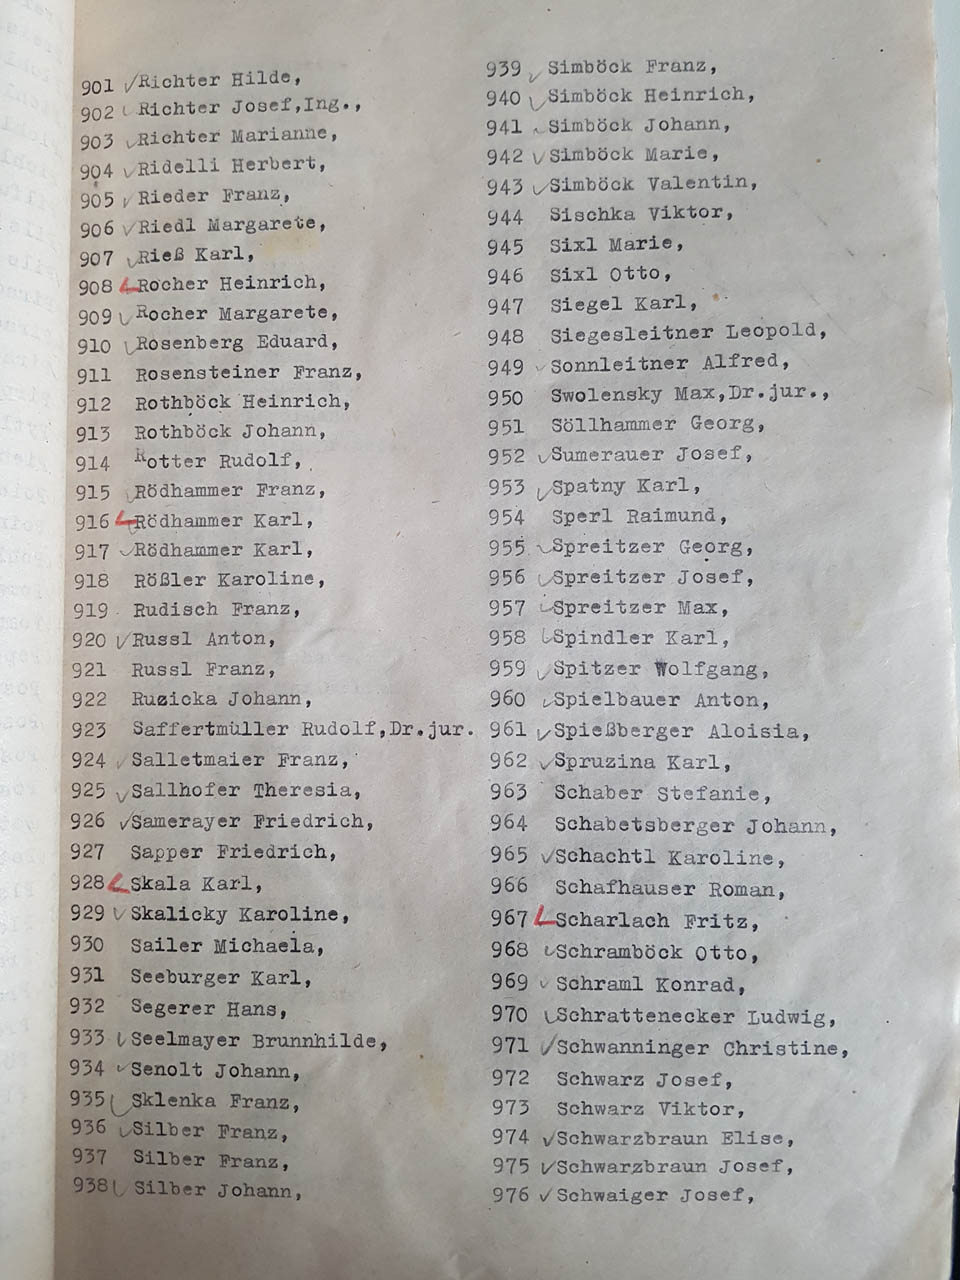 901 Richter Hilde,
902 Richter Josef,Ing.,
903 Richter Marianne,
904 Ridelli Herbert,
905 Rieder Franz,
906 Riedl Margarete,
907 Rieß Karl,
908 Rocher Heinrich,
909 Rocher Margarete,
910 Rosenberg Eduard,
911 Rosensteiner Franz,
912 Rothböck Heinrich,
913 Rothböck Johann,
914 Rotter Rudolf,
915 Rödhammer Franz,
916 Rödhammer Karl,
917 Rödhammer Karl,
918 Rößler Karoline,
919 Rudisch Franz,
920 Russl Anton,
921 Russl Franz,
922 Ruzicka Johann,
923 Saffertmüller Rudolf,Dr.jur.
924 Salletmaier Franz,
925 Sallhofer Theresia,
926 Samerayer Friedrich,
927 Sapper Friedrich,
928 Skala Karl,
929 Skalicky Karoline,
930 Sailer Michaela,
931 Seeburger Karl,
932 Segerer Hans,
933 Seelmayer Brunnhilde,
934 Senolt Johann,
935 Sklenka Franz,
936 Silber Franz,
937 Silber Franz,
938 Silber Johann,
939 Simböck Franz,
940 Simböck Heinrich,
941 Simböck Johann,
942 Simböck Marie,
943 Simböck Valentin,
944 Sischka Viktor,
945 Sixl Marie,
946 Sixl Otto,
947 Siegel Karl,
948 Siegesleitner Leopold,
949 Sonnleitner Alfred,
950 Swolensky Max,Dr.jur.,
951 Söllhammer Georg,
952 Sumerauer Josef,
953 Spatny Karl,
954 Sperl Raimund,
955 Spreitzer Georg,
956 Spreitzer Josef,
957 Spreitzer Max,
958 Spindler Karl,
959 Spitzer Wolfgang,
960 Spielbauer Anton,
961 Spießberger Aloisia,
962 Spruzina Karl,
963 Schaber Stefanie,
964 Schabetsberger Johann,
965 Schachtl Karoline,
966 Schafhauser Roman,
967 Scharlach Fritz,
968 Schramböck Otto,
969 Schraml Konrad,
970 Schrattenecker Ludwig,
971 Schwanninger Christine,
972 Schwarz Josef,
973 Schwarz Viktor,
974 Schwarzbraun Elise,
975 Schwarzbraun Josef,
976 Schwaiger Josef,